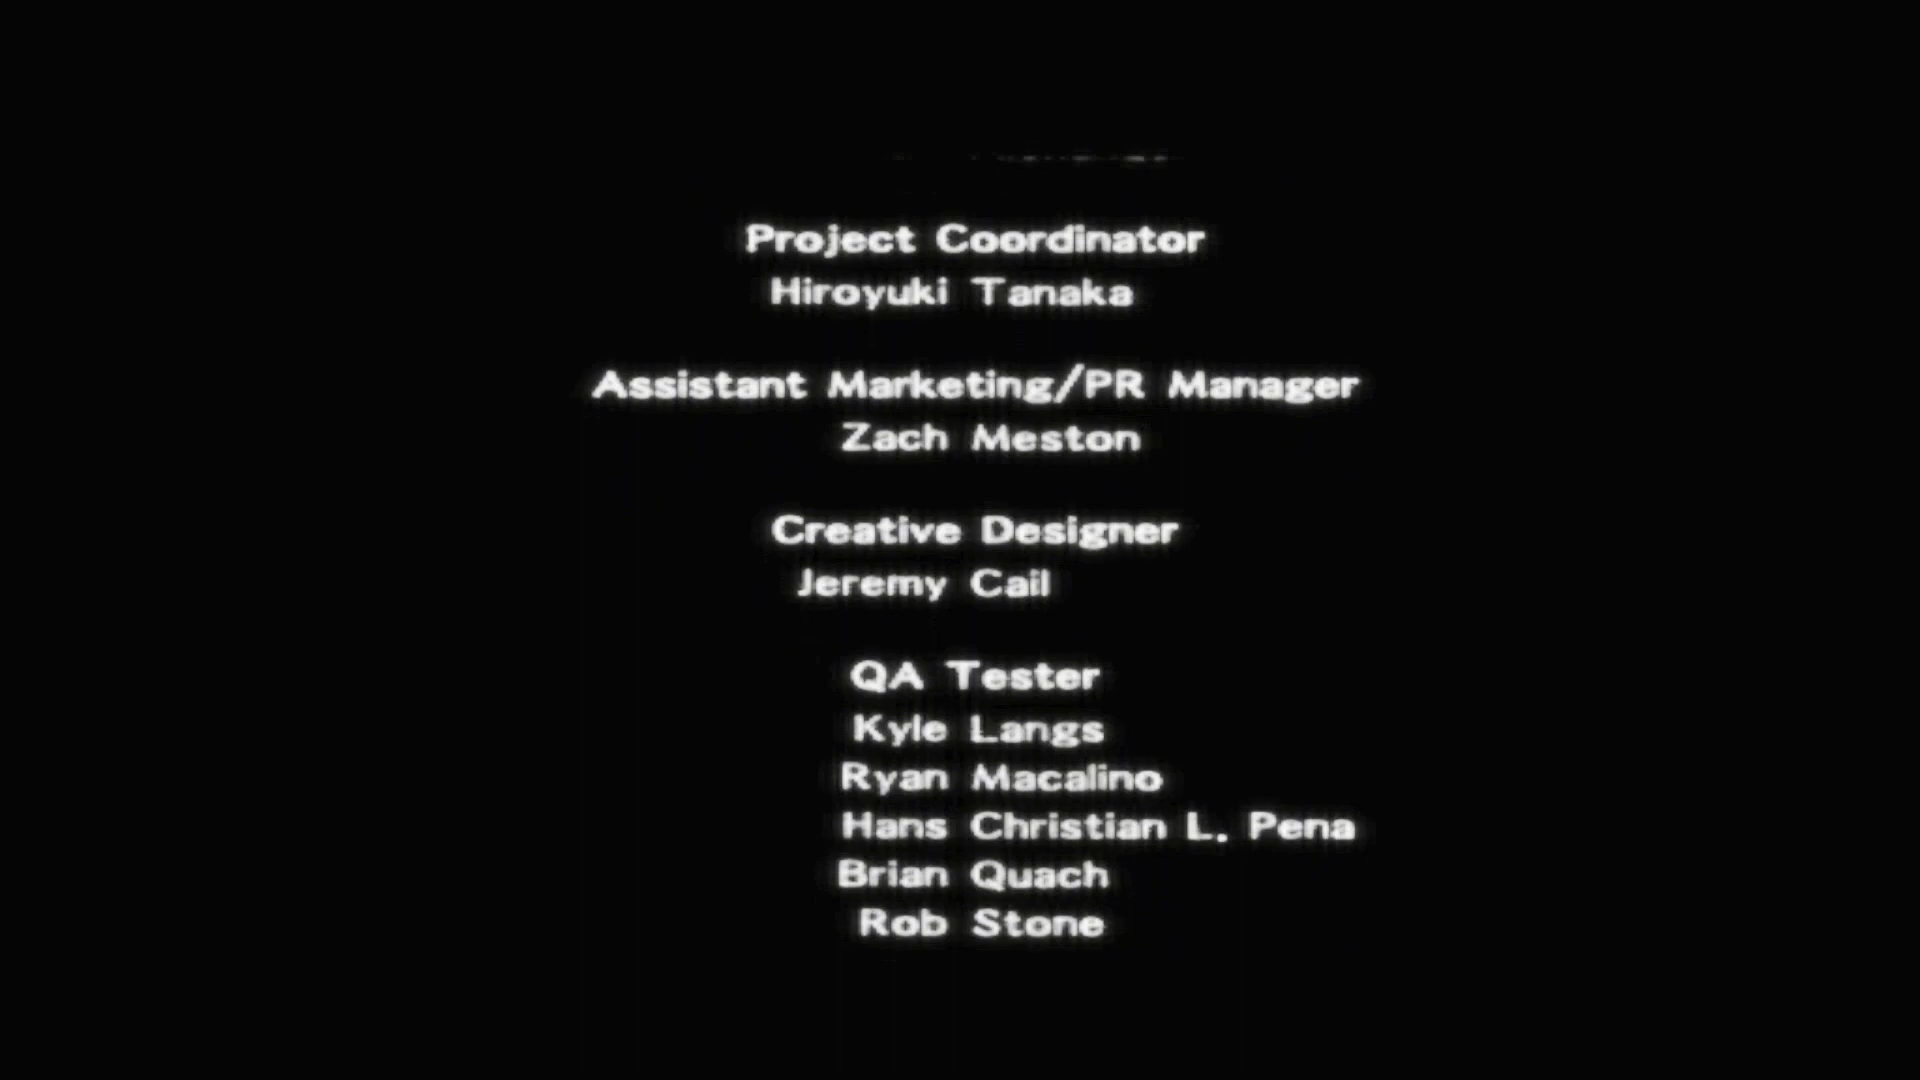 Project Coordinator
Hiroyuki Tanaka
Assistant Marketing/PR Manager
Zach Meston
Creative Designer
Jeremy Cail
QA Tester
Kyle Langs
Ryan Macalino
Hans Christian L. Pena
Brian Quach
Rob Stone